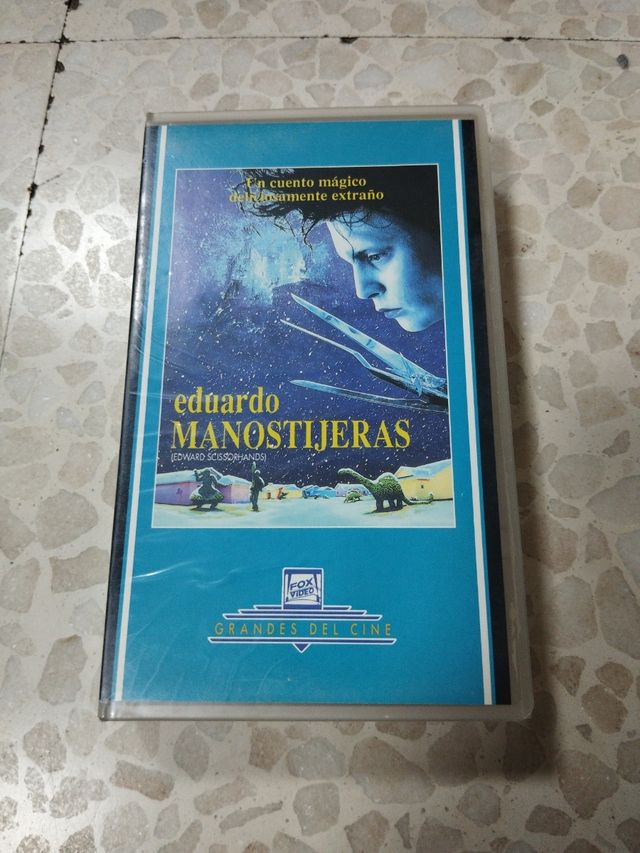 Un cuento mágico
deliciosamente extraño
eduardo
MANOSTIJERAS
(EDWARD SCISSORHANDS)
FOX
VIDEO
GRANDES DEL CINE